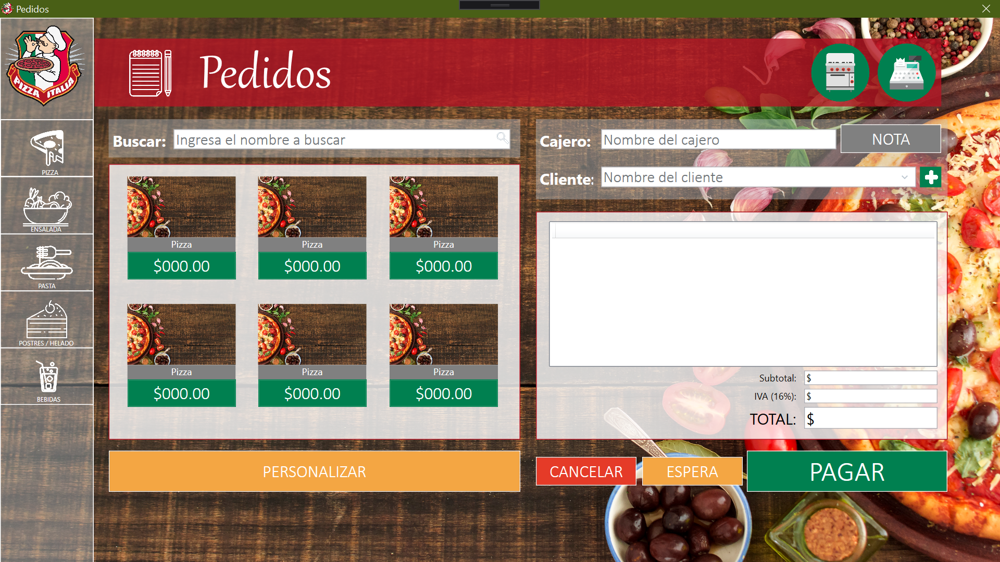 Pedidos
PIZZA ITALIA
Pedidos
PIZZA
ENSALADA
PASTA
POSTRES / HELADO
BEBIDAS
Buscar: Ingresa el nombre a buscar
Pizza Pizza Pizza
$000.00 $000.00 $000.00
Pizza Pizza Pizza
$000.00 $000.00 $000.00
PERSONALIZAR
Cajero: Nombre del cajero NOTA
Cliente: Nombre del cliente
Subtotal: $
IVA (16%): $
TOTAL: $
CANCELAR ESPERA PAGAR